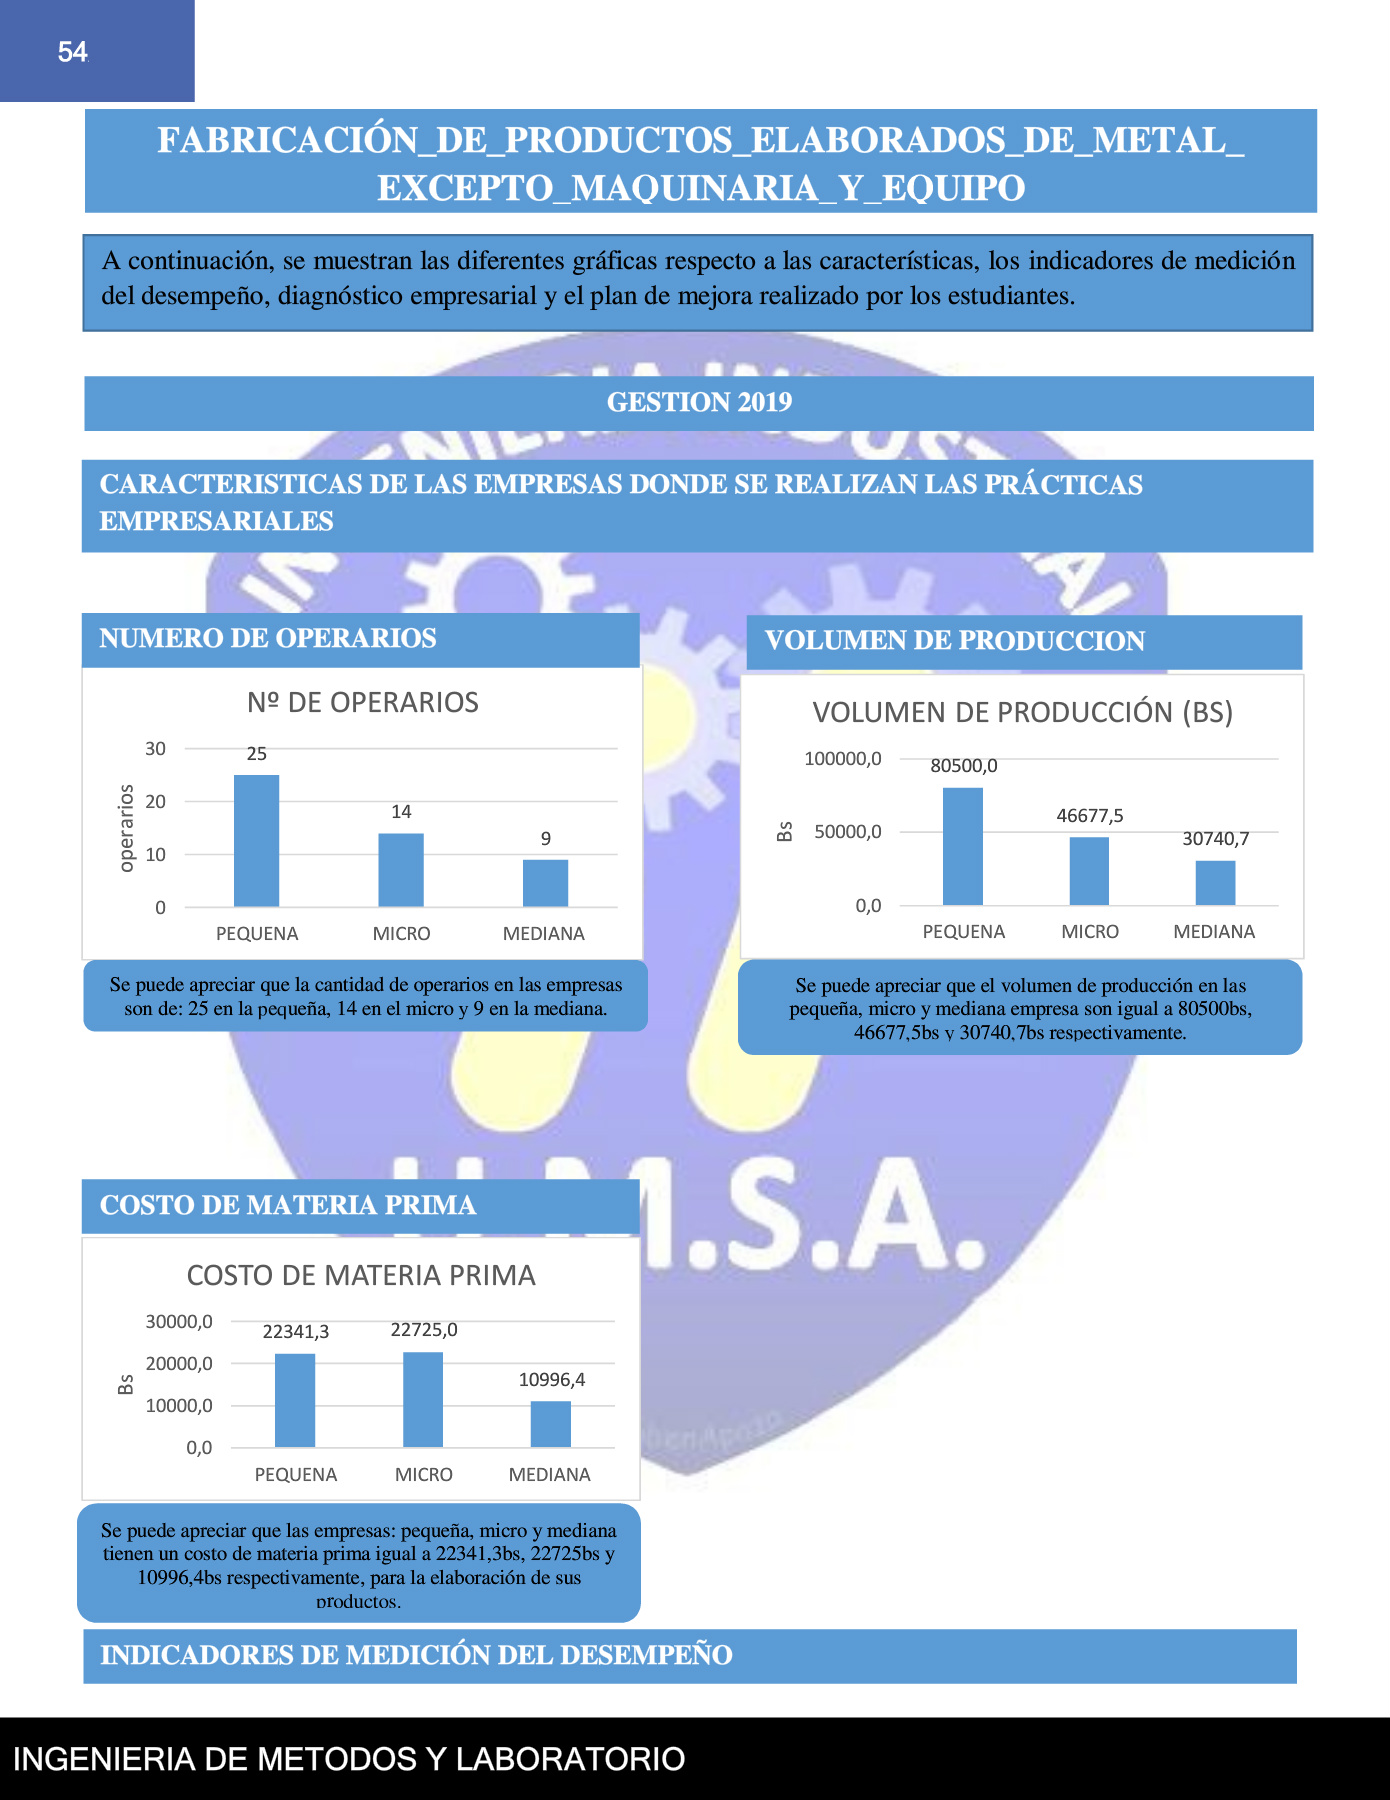 54
FABRICACIÓN_DE_PRODUCTOS_ELABORADOS_DE_METAL_
EXCEPTO_MAQUINARIA_Y_EQUIPO
A continuación, se muestran las diferentes gráficas respecto a las características, los indicadores de medición
del desempeño, diagnóstico empresarial y el plan de mejora realizado por los estudiantes.
GESTION 2019
CARACTERISTICAS DE LAS EMPRESAS DONDE SE REALIZAN LAS PRÁCTICAS
EMPRESARIALES
NUMERO DE OPERARIOS
Nº DE OPERARIOS
operarios
30
20
10
0
25
14
9
PEQUENA MICRO MEDIANA
Se puede apreciar que la cantidad de operarios en las empresas
son de: 25 en la pequeña, 14 en el micro y 9 en la mediana.
VOLUMEN DE PRODUCCION
VOLUMEN DE PRODUCCIÓN (BS)
Bs
100000,0
50000,0
0,0
80500,0
46677,5
30740,7
PEQUENA MICRO MEDIANA
Se puede apreciar que el volumen de producción en las
pequeña, micro y mediana empresa son igual a 80500bs,
46677,5bs y 30740,7bs respectivamente.
M.S.A.
COSTO DE MATERIA PRIMA
COSTO DE MATERIA PRIMA
Bs
30000,0
20000,0
10000,0
0,0
22341,3
22725,0
10996,4
PEQUENA MICRO MEDIANA
Se puede apreciar que las empresas: pequeña, micro y mediana
tienen un costo de materia prima igual a 22341,3bs, 22725bs y
10996,4bs respectivamente, para la elaboración de sus
productos.
INDICADORES DE MEDICIÓN DEL DESEMPEÑO
INGENIERIA DE METODOS Y LABORATORIO